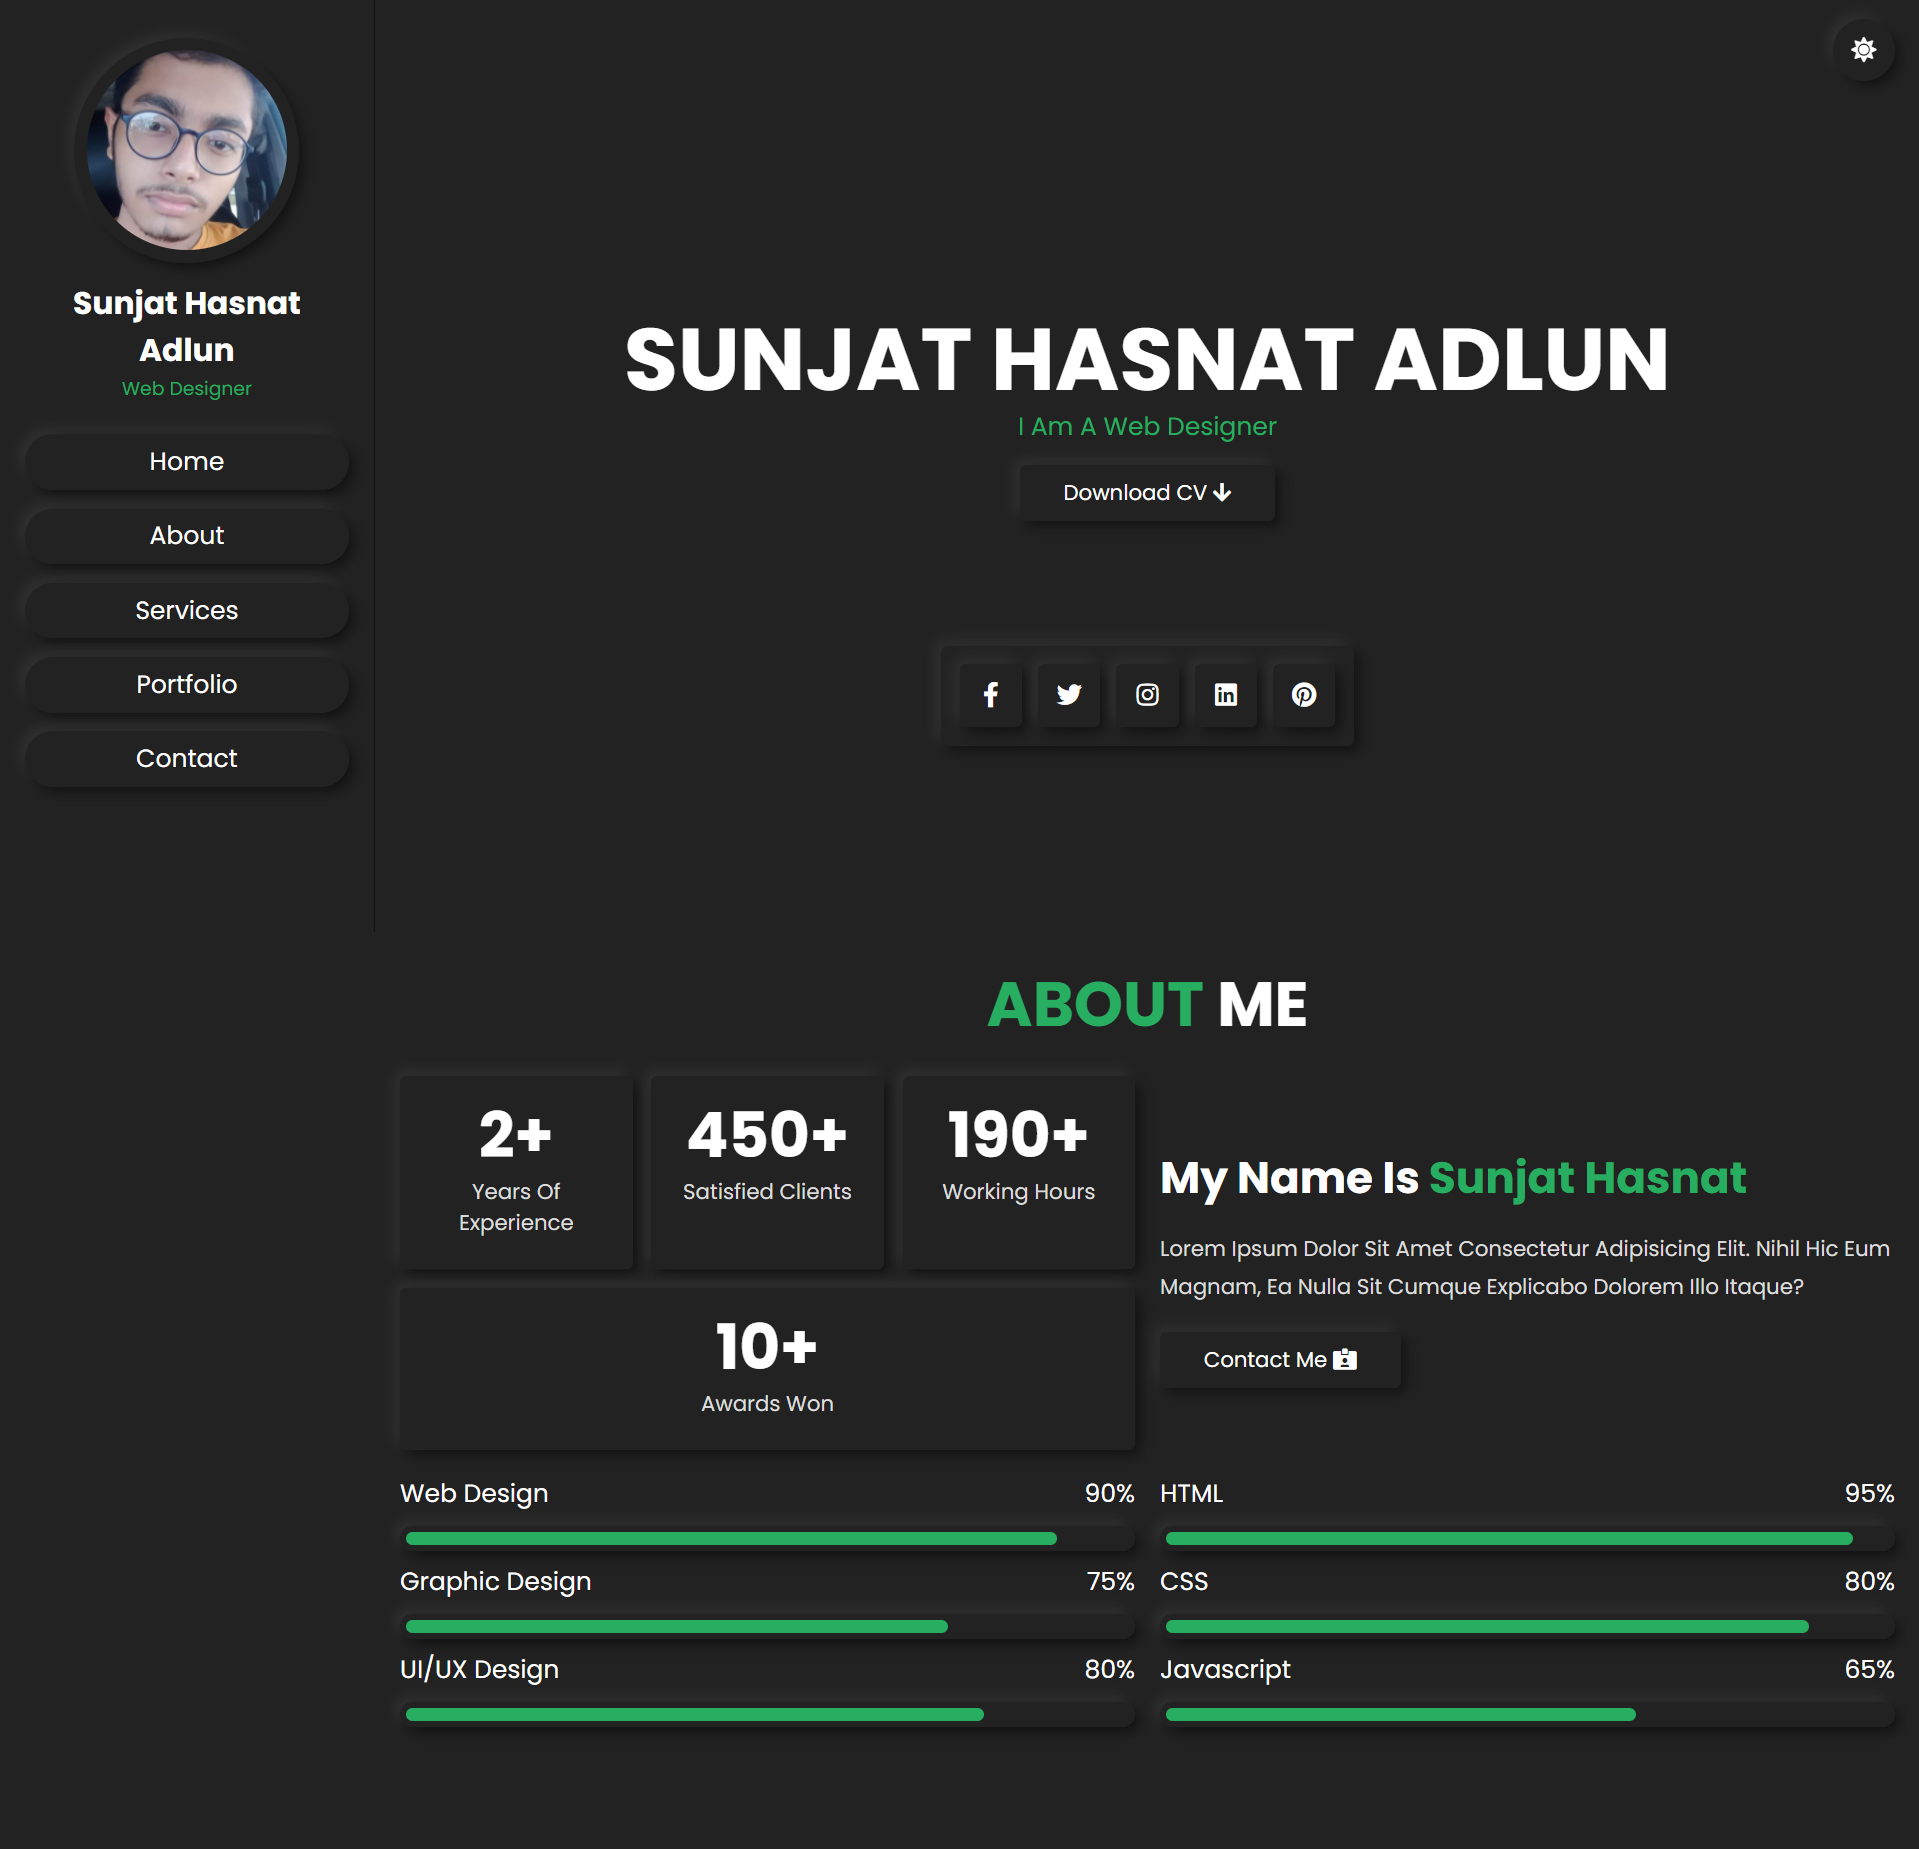 Sunjat Hasnat
Adlun
Web Designer
Home
About
Services
Portfolio
Contact
SUNJAT HASNAT ADLUN
I Am A Web Designer
Download CV
ABOUT ME
2+
Years Of
Experience
450+
Satisfied Clients
190+
Working Hours
10+
Awards Won
My Name Is Sunjat Hasnat
Lorem Ipsum Dolor Sit Amet Consectetur Adipisicing Elit. Nihil Hic Eum
Magnam, Ea Nulla Sit Cumque Explicabo Dolorem Illo Itaque?
Contact Me
Web Design 90%
Graphic Design 75%
UI/UX Design 80%
HTML 95%
CSS 80%
Javascript 65%